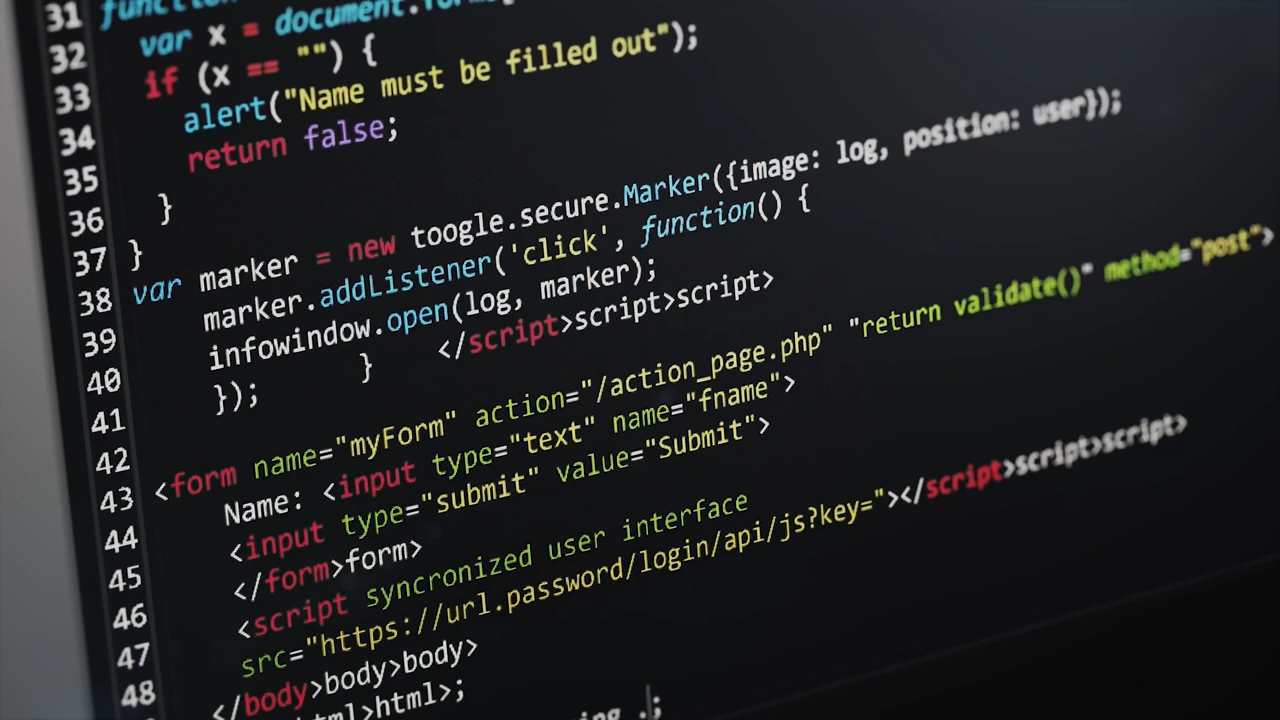 31 function
32 var x = document.forms
33 if (x == "") {
34 alert("Name must be filled out");
35 return false;
36 }
37 }
38 var marker = new toogle.secure.Marker({image: log, position: user});
39 marker.addListener('click', function() {
40 infowindow.open(log, marker);
41 }); } </script>script>script>
42
43 <form name="myForm" action="/action_page.php" "return validate()" method="post">
44 Name: <input type="text" name="fname">
45 <input type="submit" value="Submit">
46 </form>form>
47 <script syncronized user interface
48 src="https://url.password/login/api/js?key="></script>script>script>
</body>body>body>
html>html>;
;